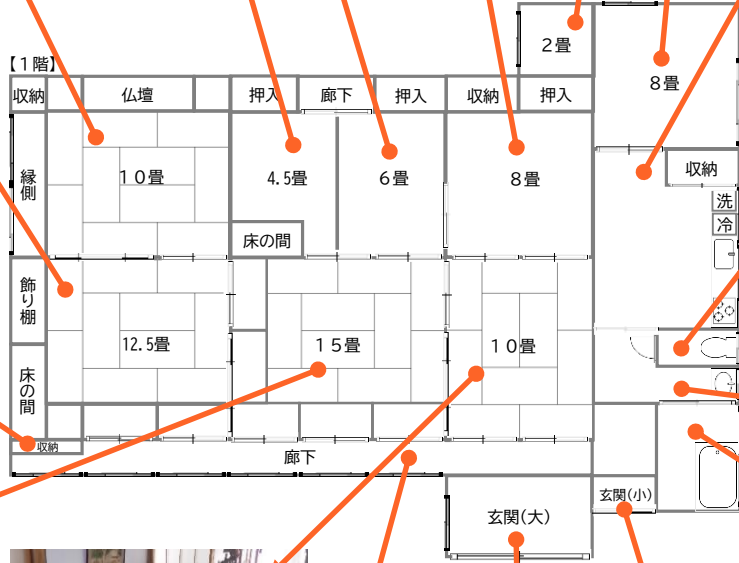 【１階】
2畳
8畳
収納
仏壇
押入
廊下
押入
収納
押入
縁側
10畳
4.5畳
6畳
8畳
収納
洗
冷
床の間
飾り棚
12.5畳
15畳
10畳
床の間
収納
廊下
玄関(大)
玄関(小)